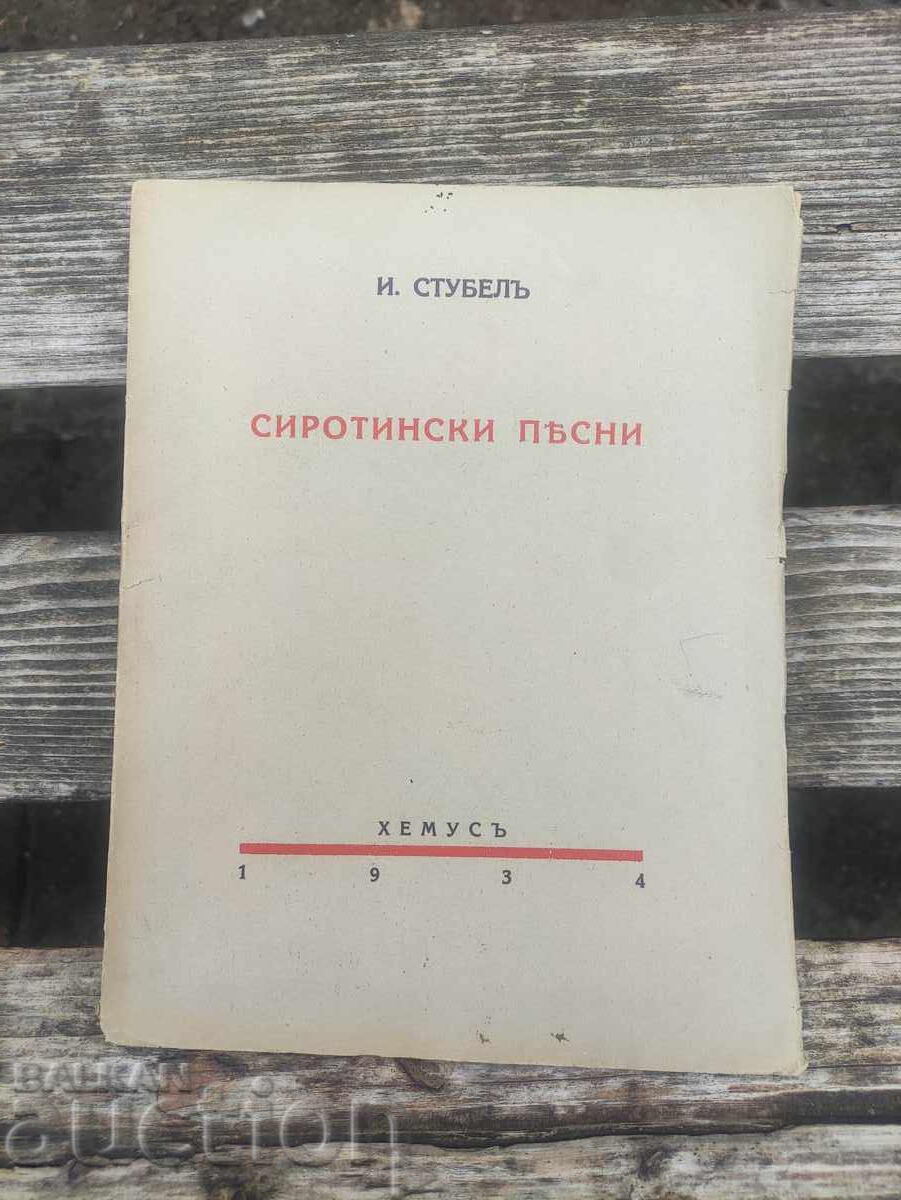 И. СТУБЕЛЪ
СИРОТИНСКИ ПѢСНИ
ХЕМУСЪ
1 9 3 4
BALKAN
auction